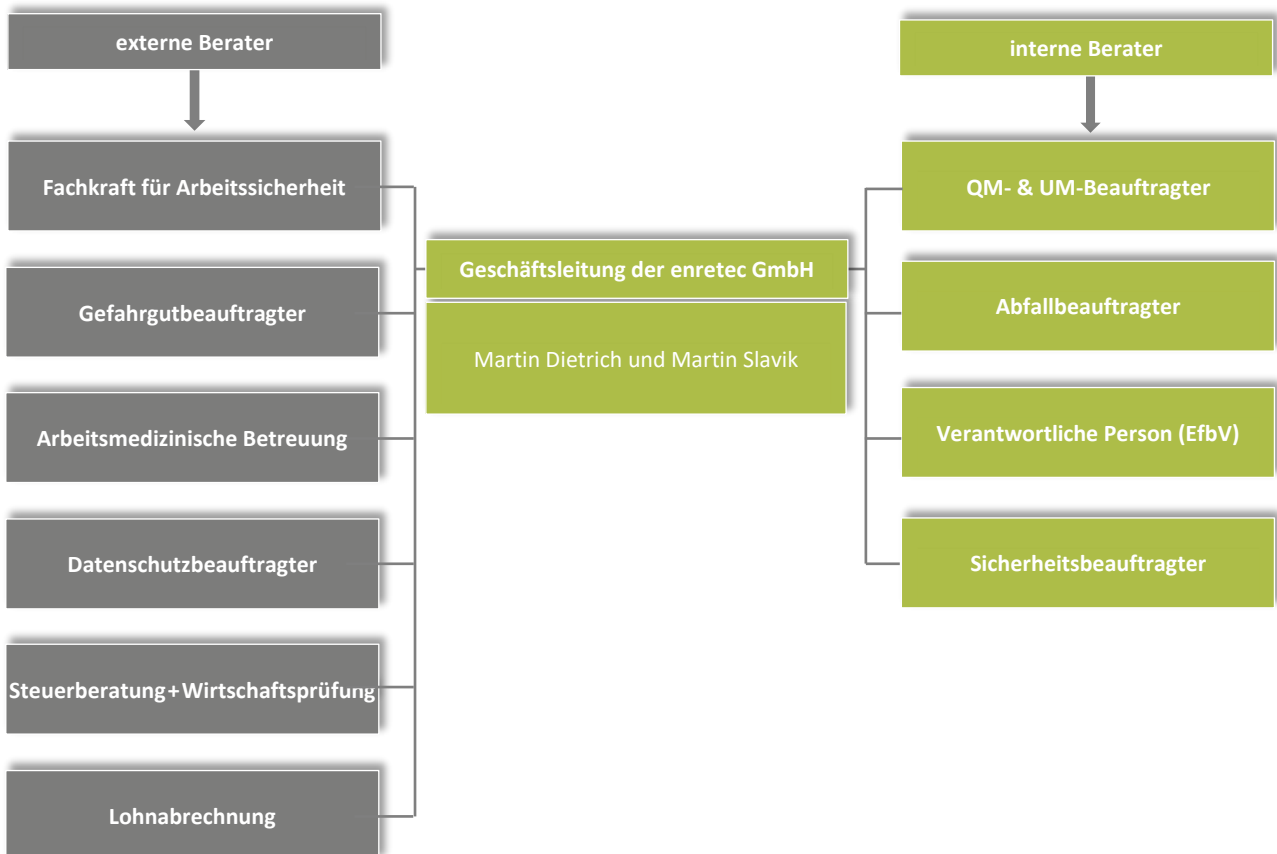 externe Berater
Fachkraft für Arbeitssicherheit
Gefahrgutbeauftragter
Arbeitsmedizinische Betreuung
Datenschutzbeauftragter
Steuerberatung+Wirtschaftsprüfung
Lohnabrechnung
Geschäftsleitung der enretec GmbH
Martin Dietrich und Martin Slavik
interne Berater
QM- & UM-Beauftragter
Abfallbeauftragter
Verantwortliche Person (EfbV)
Sicherheitsbeauftragter